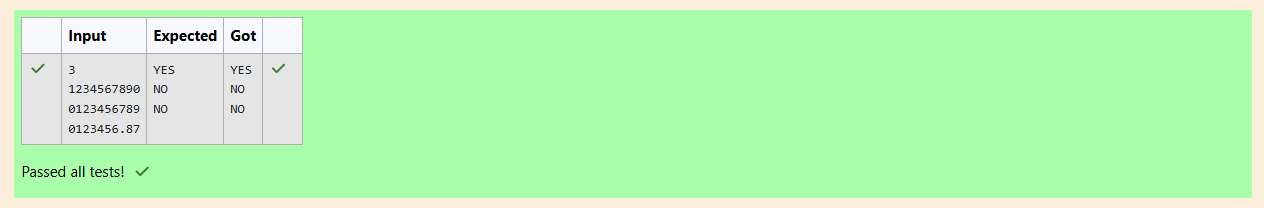 Input Expected Got
3 YES YES
1234567890 NO NO
0123456789 NO NO
0123456.87
Passed all tests!